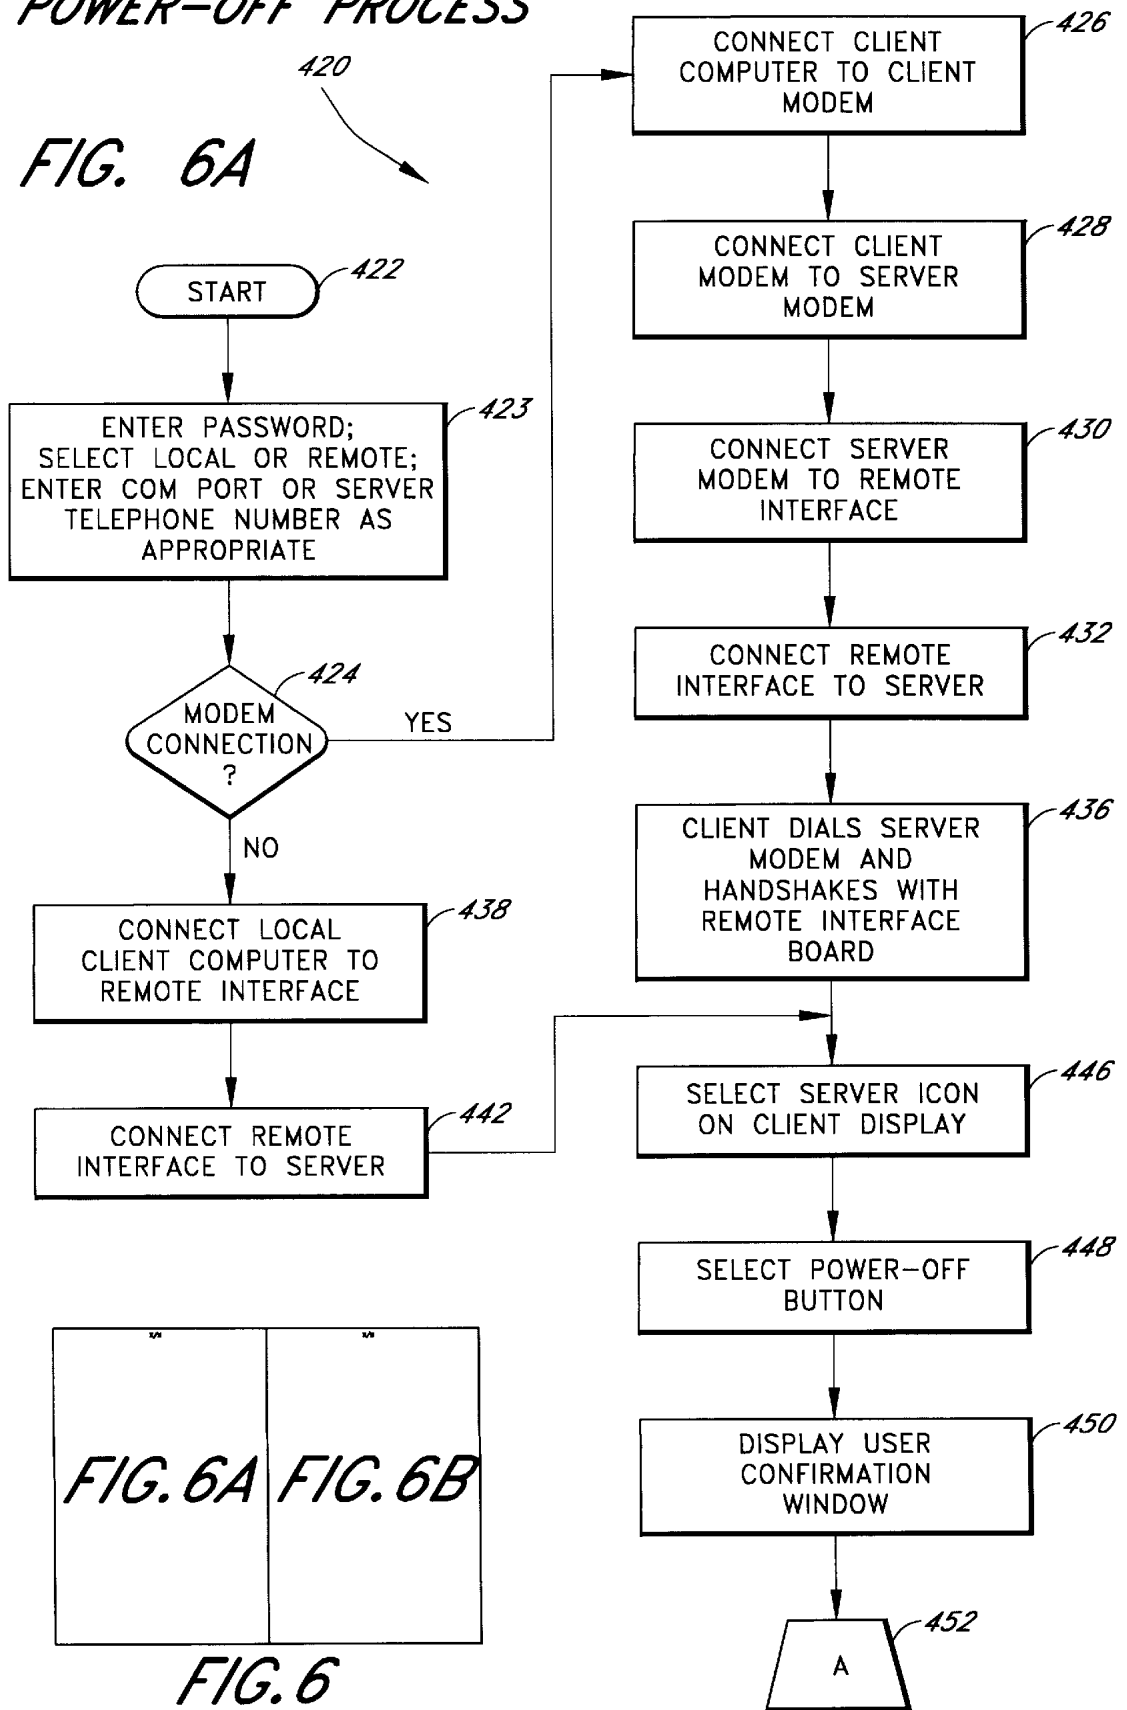 POWER-OFF PROCESS
420
FIG. 6A
422
START
423
ENTER PASSWORD;
SELECT LOCAL OR REMOTE;
ENTER COM PORT OR SERVER
TELEPHONE NUMBER AS
APPROPRIATE
424
MODEM
CONNECTION
?
YES
NO
438
CONNECT LOCAL
CLIENT COMPUTER TO
REMOTE INTERFACE
442
CONNECT REMOTE
INTERFACE TO SERVER
426
CONNECT CLIENT
COMPUTER TO CLIENT
MODEM
428
CONNECT CLIENT
MODEM TO SERVER
MODEM
430
CONNECT SERVER
MODEM TO REMOTE
INTERFACE
432
CONNECT REMOTE
INTERFACE TO SERVER
436
CLIENT DIALS SERVER
MODEM AND
HANDSHAKES WITH
REMOTE INTERFACE
BOARD
446
SELECT SERVER ICON
ON CLIENT DISPLAY
448
SELECT POWER-OFF
BUTTON
450
DISPLAY USER
CONFIRMATION
WINDOW
452
A
FIG. 6A
FIG. 6B
FIG. 6